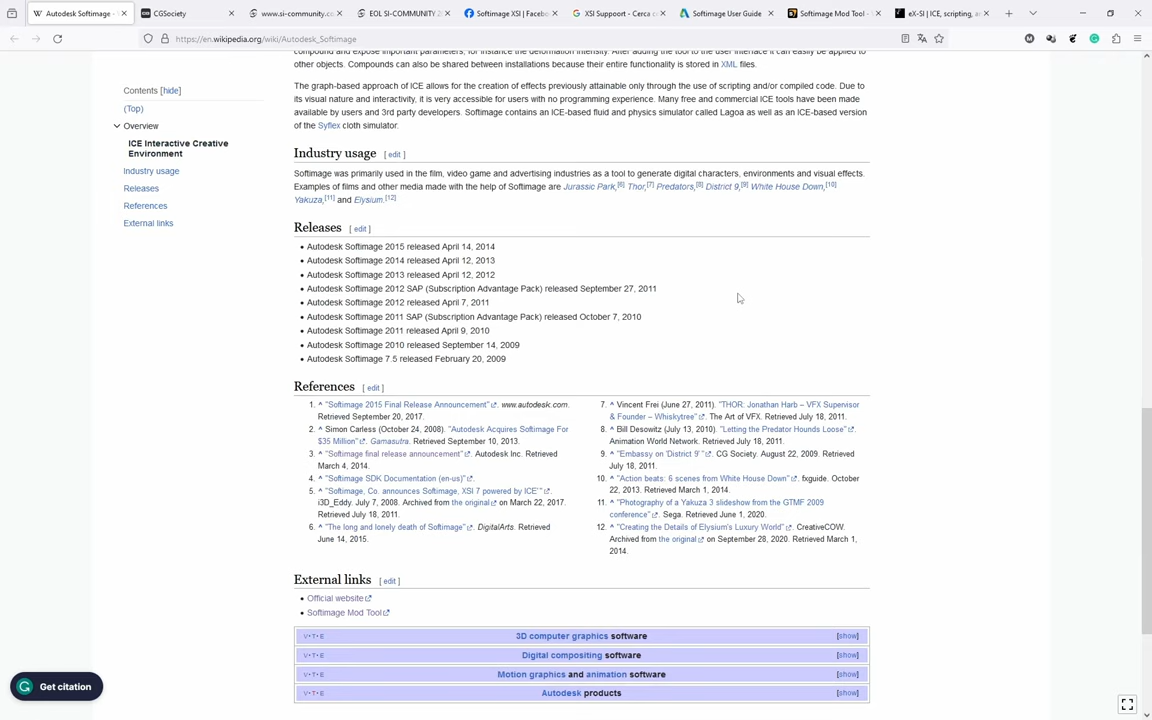 Autodesk Softimage - W
CGSociety
www.si-community.co
EOL SI-COMMUNITY 2
Softimage XSI | Faceb
XSI Suppoort - Cerca c
Softimage User Guide
Softimage Mod Tool -
eX-SI | ICE, scripting, a
https://en.wikipedia.org/wiki/Autodesk_Softimage
compound and expose important parameters, for instance the deformation intensity. After adding the tool to the user interface it can easily be applied to
other objects. Compounds can also be shared between installations because their entire functionality is stored in XML files.
The graph-based approach of ICE allows for the creation of effects previously attainable only through the use of scripting and/or compiled code. Due to
its visual nature and interactivity, it is very accessible for users with no programming experience. Many free and commercial ICE tools have been made
available by users and 3rd party developers. Softimage contains an ICE-based fluid and physics simulator called Lagoa as well as an ICE-based version
of the Syflex cloth simulator.
Contents [hide]
(Top)
Overview
ICE Interactive Creative
Environment
Industry usage
Releases
References
External links
Industry usage [ edit ]
Softimage was primarily used in the film, video game and advertising industries as a tool to generate digital characters, environments and visual effects.
Examples of films and other media made with the help of Softimage are Jurassic Park,[6] Thor,[7] Predators,[8] District 9,[9] White House Down,[10]
Yakuza,[11] and Elysium.[12]
Releases [ edit ]
• Autodesk Softimage 2015 released April 14, 2014
• Autodesk Softimage 2014 released April 12, 2013
• Autodesk Softimage 2013 released April 12, 2012
• Autodesk Softimage 2012 SAP (Subscription Advantage Pack) released September 27, 2011
• Autodesk Softimage 2012 released April 7, 2011
• Autodesk Softimage 2011 SAP (Subscription Advantage Pack) released October 7, 2010
• Autodesk Softimage 2011 released April 9, 2010
• Autodesk Softimage 2010 released September 14, 2009
• Autodesk Softimage 7.5 released February 20, 2009
References [ edit ]
1. ^ "Softimage 2015 Final Release Announcement". www.autodesk.com.
Retrieved September 20, 2017.
2. ^ Simon Carless (October 24, 2008). "Autodesk Acquires Softimage For
$35 Million". Gamasutra. Retrieved September 10, 2013.
3. ^ "Softimage final release announcement". Autodesk Inc. Retrieved
March 4, 2014.
4. ^ "Softimage SDK Documentation (en-us)".
5. ^ "Softimage, Co. announces Softimage, XSI 7 powered by ICE'".
i3D_Eddy. July 7, 2008. Archived from the original on March 22, 2017.
Retrieved July 18, 2011.
6. ^ "The long and lonely death of Softimage". DigitalArts. Retrieved
June 14, 2015.
7. ^ Vincent Frei (June 27, 2011). "THOR: Jonathan Harb – VFX Supervisor
& Founder – Whiskytree". The Art of VFX. Retrieved July 18, 2011.
8. ^ Bill Desowitz (July 13, 2010). "Letting the Predator Hounds Loose".
Animation World Network. Retrieved July 18, 2011.
9. ^ "Embassy on 'District 9' ". CG Society. August 22, 2009. Retrieved
July 18, 2011.
10. ^ "Action beats: 6 scenes from White House Down". fxguide. October
22, 2013. Retrieved March 1, 2014.
11. ^ "Photography of a Yakuza 3 slideshow from the GTMF 2009
conference". Sega. Retrieved June 1, 2020.
12. ^ "Creating the Details of Elysium's Luxury World". CreativeCOW.
Archived from the original on September 28, 2020. Retrieved March 1,
2014.
External links [ edit ]
• Official website
• Softimage Mod Tool
V·T·E 3D computer graphics software [show]
V·T·E Digital compositing software [show]
V·T·E Motion graphics and animation software [show]
V·T·E Autodesk products [show]
Get citation